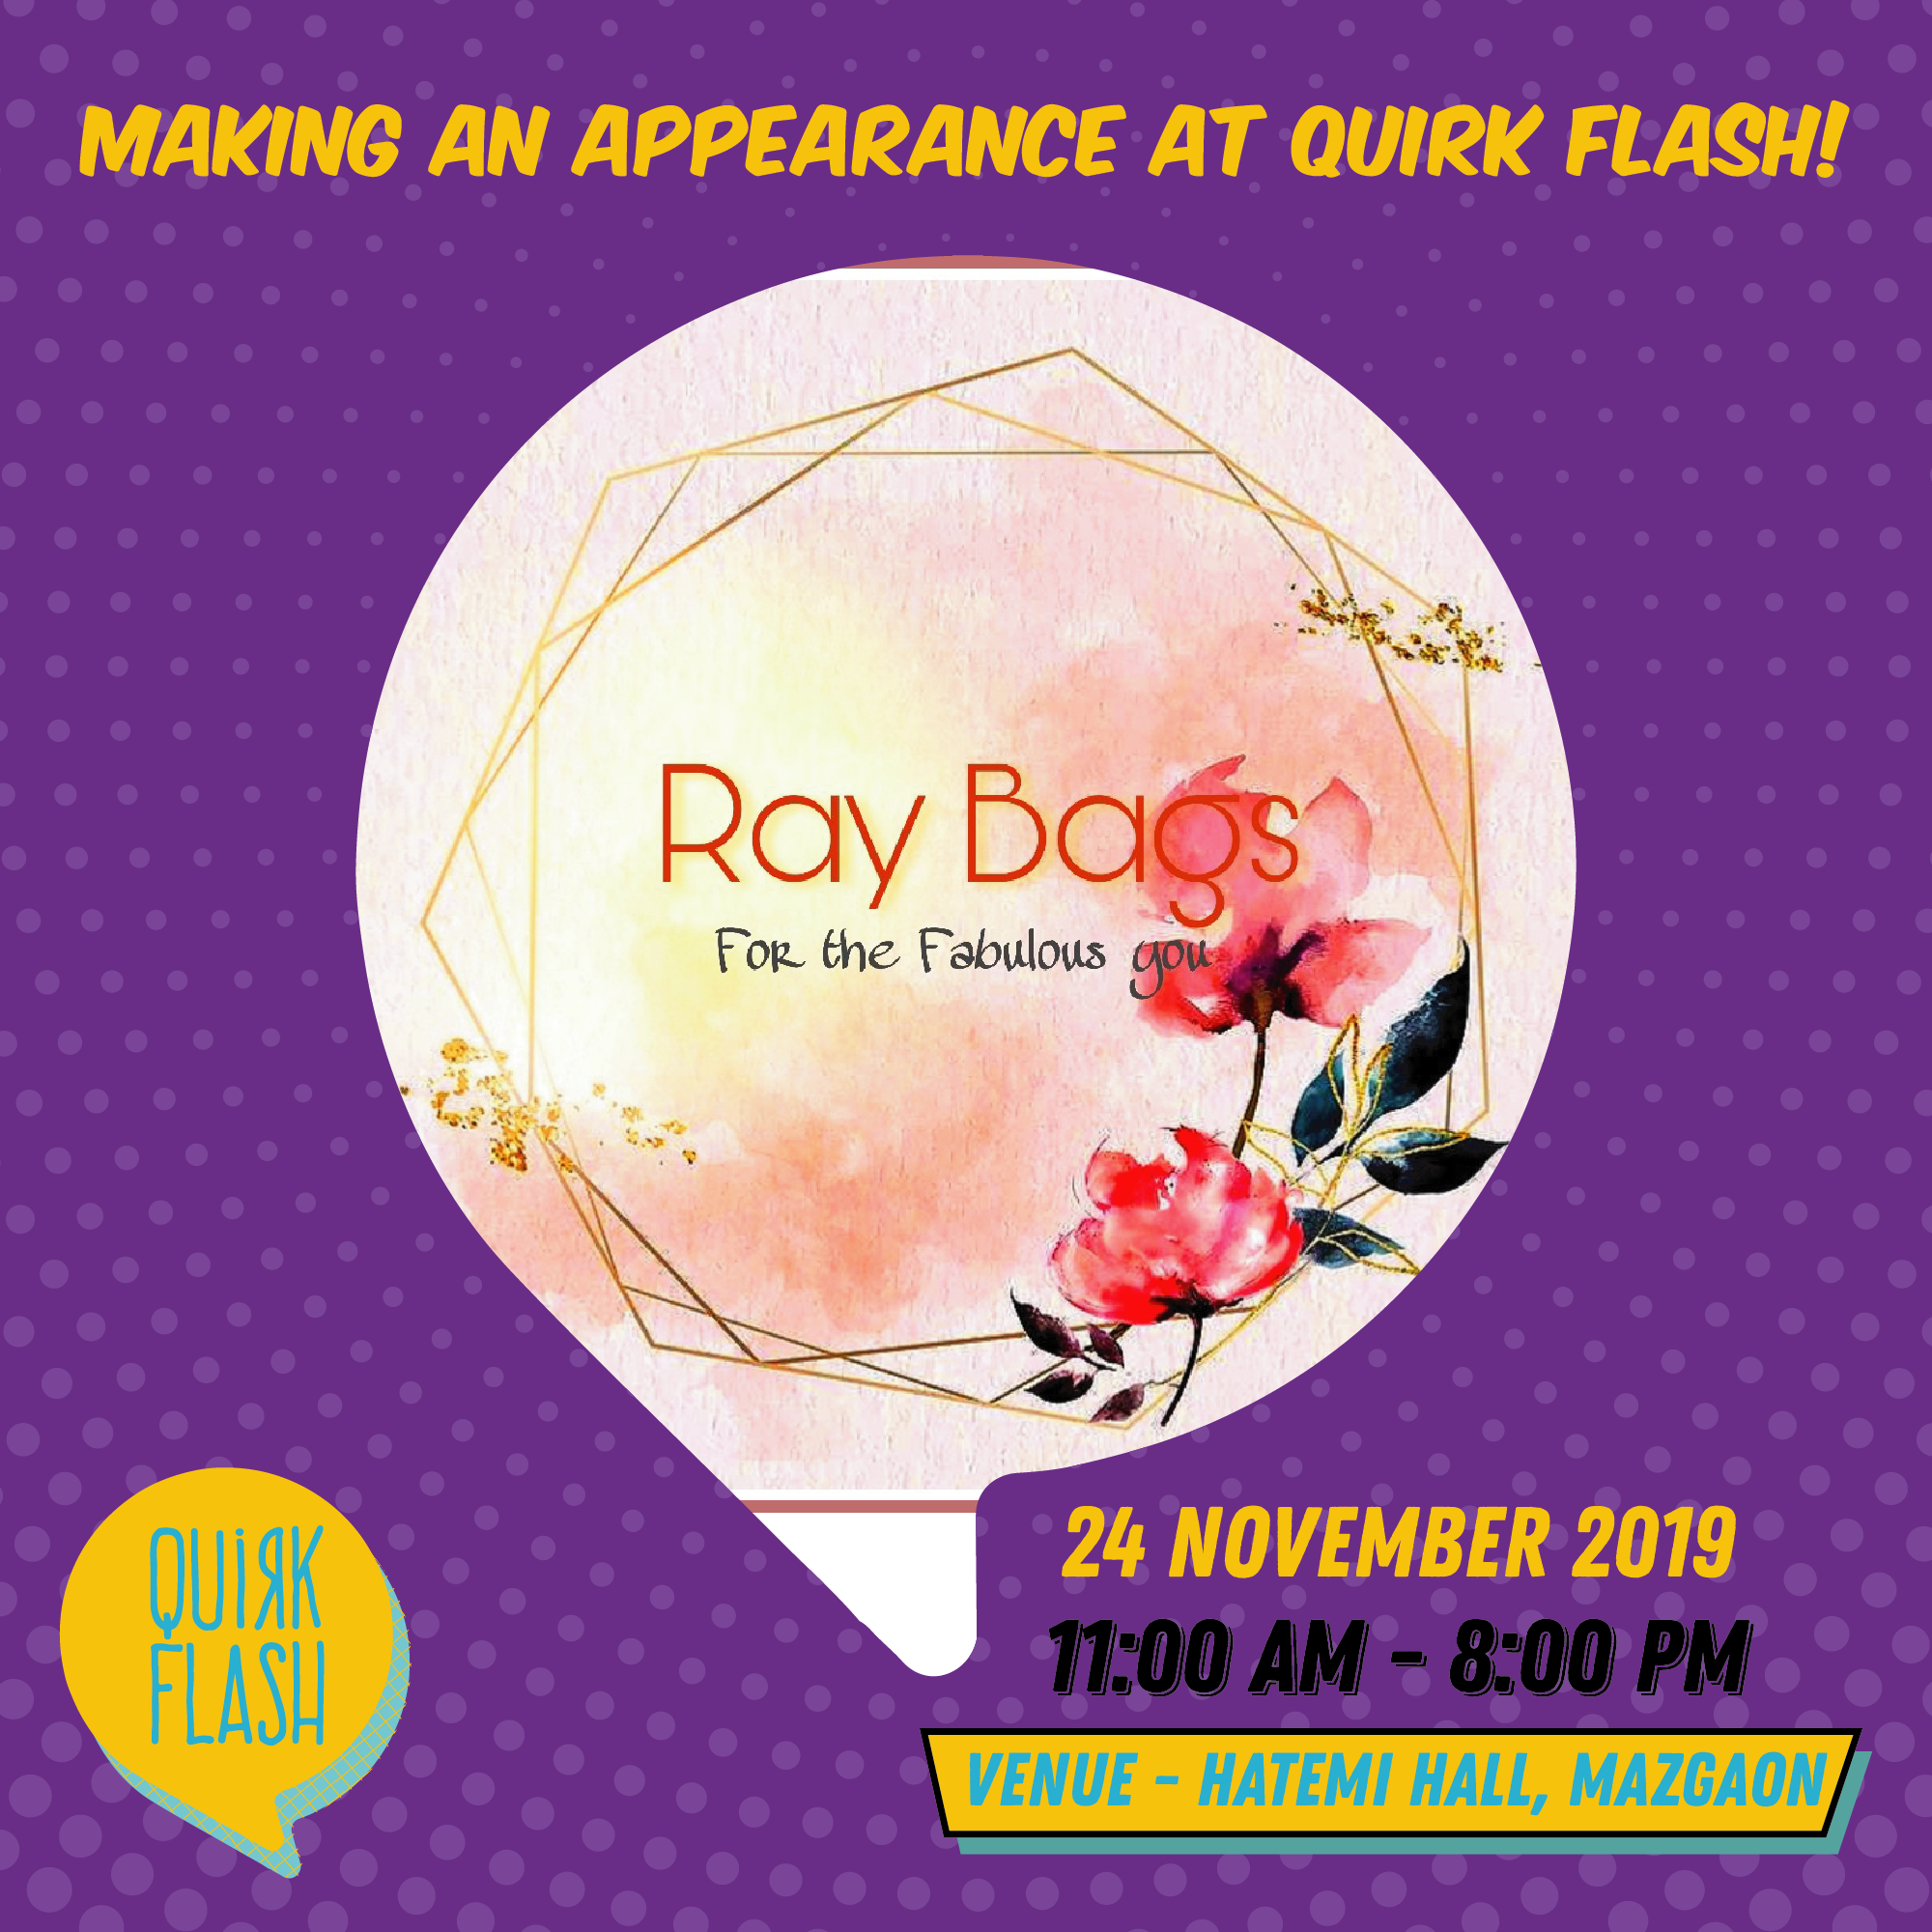 MAKING AN APPEARANCE AT QUIRK FLASH!
Ray Bags
For the Fabulous you
24 NOVEMBER 2019
11:00 AM - 8:00 PM
VENUE - HATEMI HALL, MAZGAON
QUiRK
FLASH